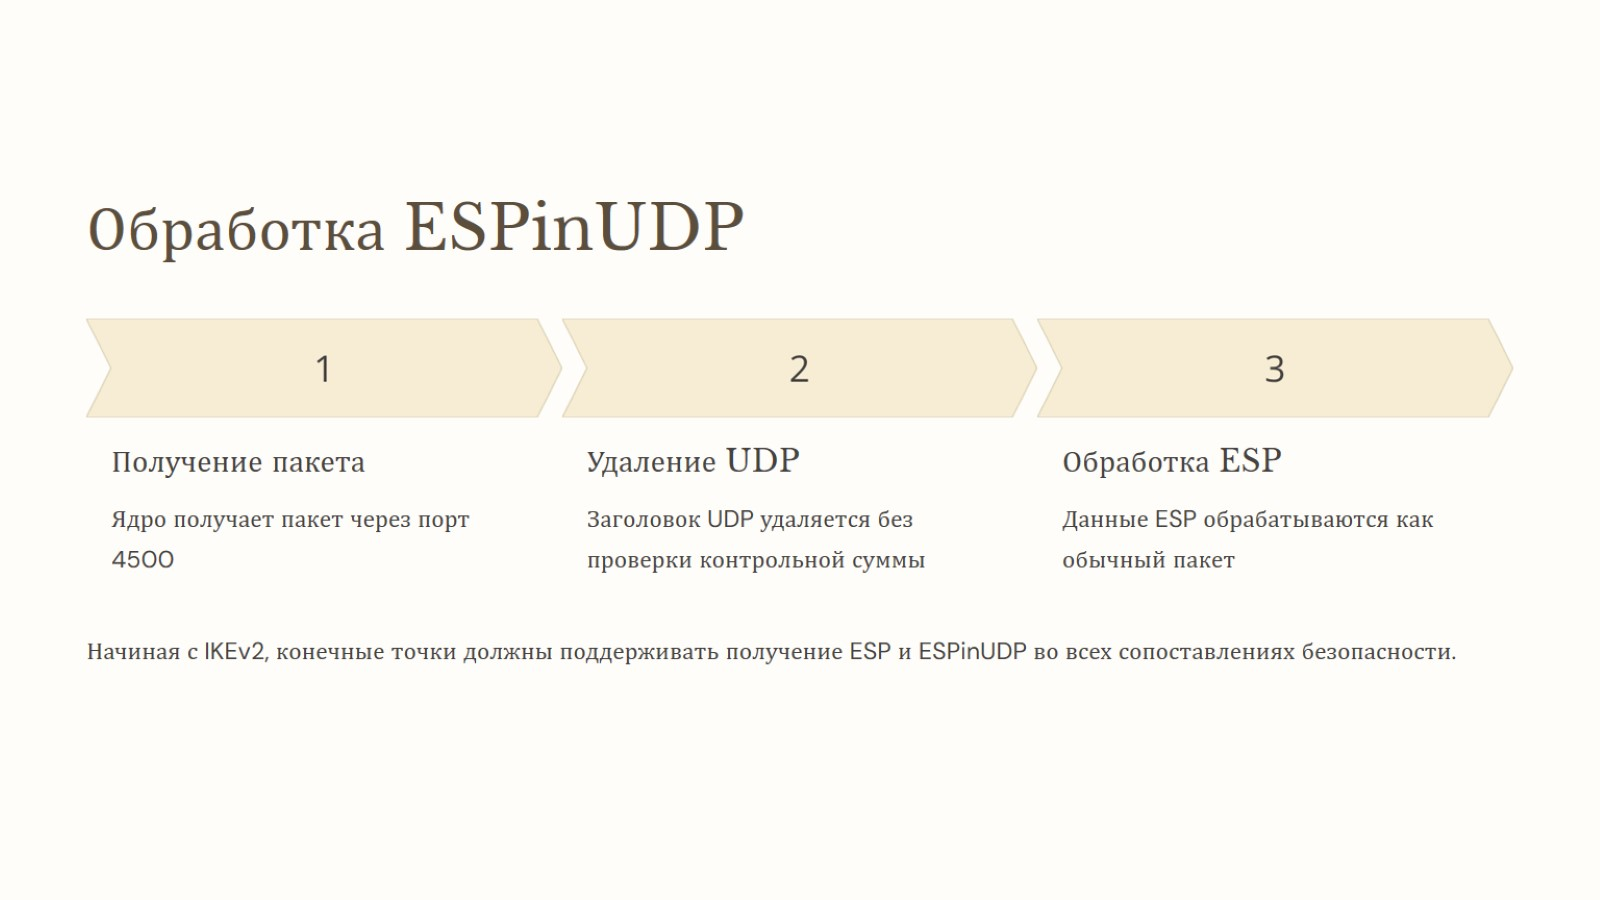 Обработка ESPinUDP
1
2
3
Получение пакета
Ядро получает пакет через порт
4500
Удаление UDP
Заголовок UDP удаляется без
проверки контрольной суммы
Обработка ESP
Данные ESP обрабатываются как
обычный пакет
Начиная с IKEv2, конечные точки должны поддерживать получение ESP и ESPinUDP во всех сопоставлениях безопасности.